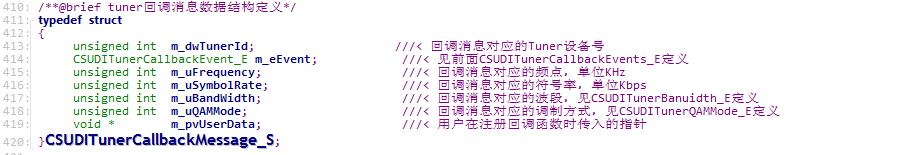 410: /**@brief tuner回调消息数据结构定义*/
411: typedef struct
412: {
413: unsigned int m_dwTunerId; ///< 回调消息对应的Tuner设备号
414: CSUDITunerCallbackEvent_E m_eEvent; ///< 见前面CSUDITunerCallbackEvents_E定义
415: unsigned int m_uFrequency; ///< 回调消息对应的频点，单位KHz
416: unsigned int m_uSymbolRate; ///< 回调消息对应的符号率，单位Kbps
417: unsigned int m_uBandWidth; ///< 回调消息对应的波段，见CSUDITunerBanuidth_E定义
418: unsigned int m_uQAMMode; ///< 回调消息对应的调制方式，见CSUDITunerQAMMode_E定义
419: void * m_pvUserData; ///< 用户在注册回调函数时传入的指针
420: }CSUDITunerCallbackMessage_S;